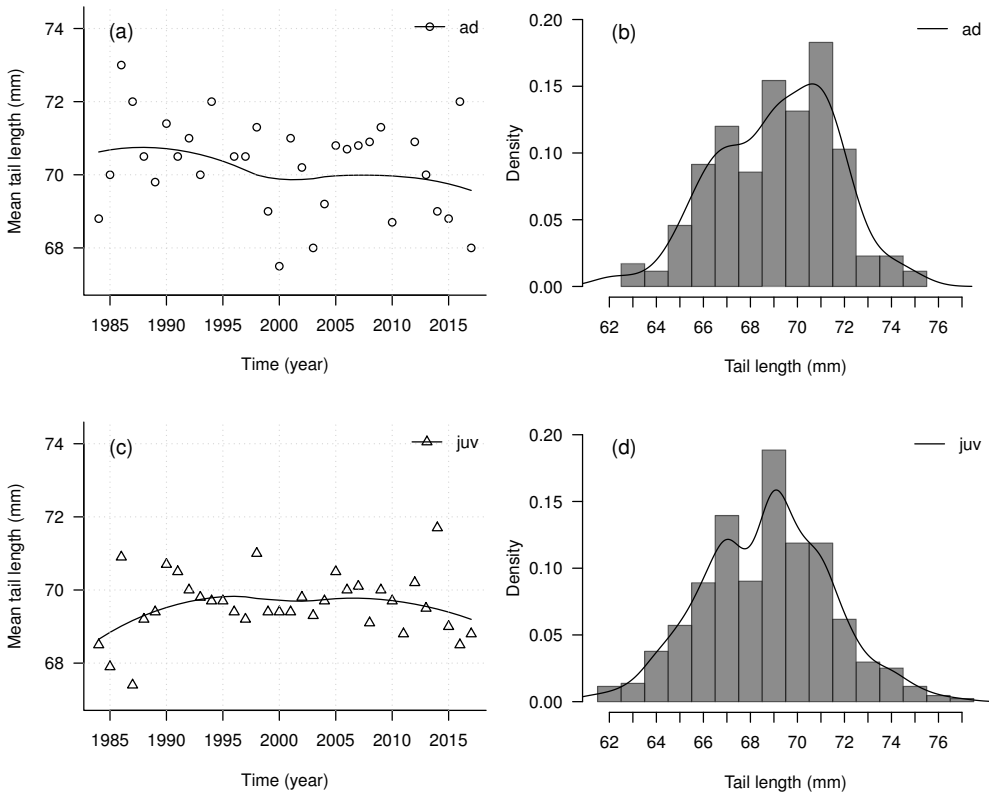 (a)
ad
74
72
70
68
Mean tail length (mm)
1985 1990 1995 2000 2005 2010 2015
Time (year)
(b)
ad
0.20
0.15
0.10
0.05
0.00
Density
62 64 66 68 70 72 74 76
Tail length (mm)
(c)
juv
74
72
70
68
Mean tail length (mm)
1985 1990 1995 2000 2005 2010 2015
Time (year)
(d)
juv
0.20
0.15
0.10
0.05
0.00
Density
62 64 66 68 70 72 74 76
Tail length (mm)